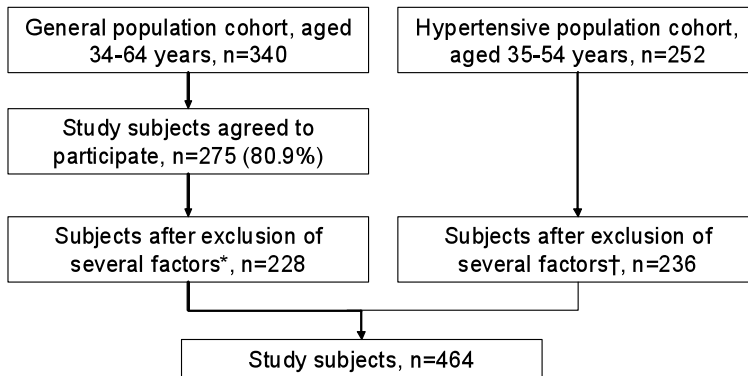 General population cohort, aged
34-64 years, n=340
Hypertensive population cohort,
aged 35-54 years, n=252
Study subjects agreed to
participate, n=275 (80.9%)
Subjects after exclusion of
several factors*, n=228
Subjects after exclusion of
several factors†, n=236
Study subjects, n=464